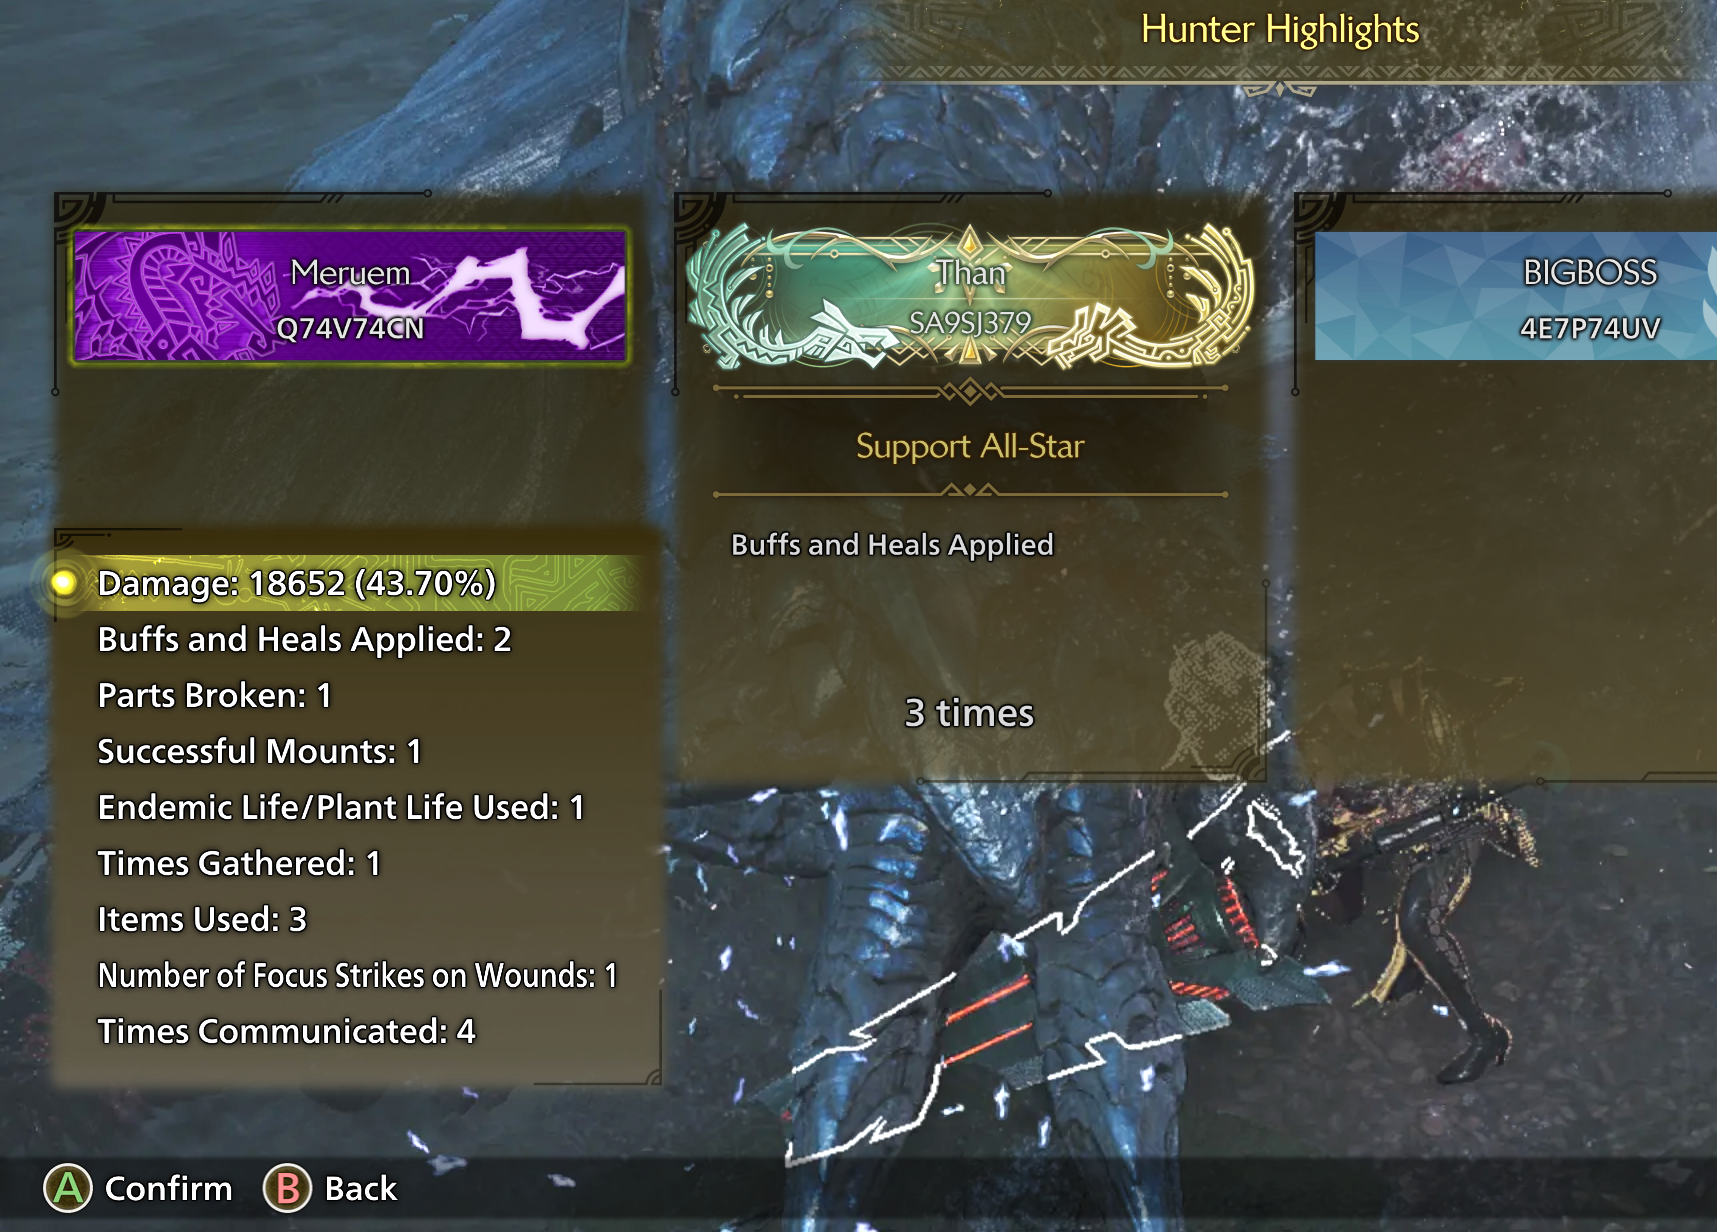 Hunter Highlights
Meruem
Q74V74CN
Damage: 18652 (43.70%)
Buffs and Heals Applied: 2
Parts Broken: 1
Successful Mounts: 1
Endemic Life/Plant Life Used: 1
Times Gathered: 1
Items Used: 3
Number of Focus Strikes on Wounds: 1
Times Communicated: 4
Than
SA9SJ379
Support All-Star
Buffs and Heals Applied
3 times
BIGBOSS
4E7P74UV
A Confirm B Back